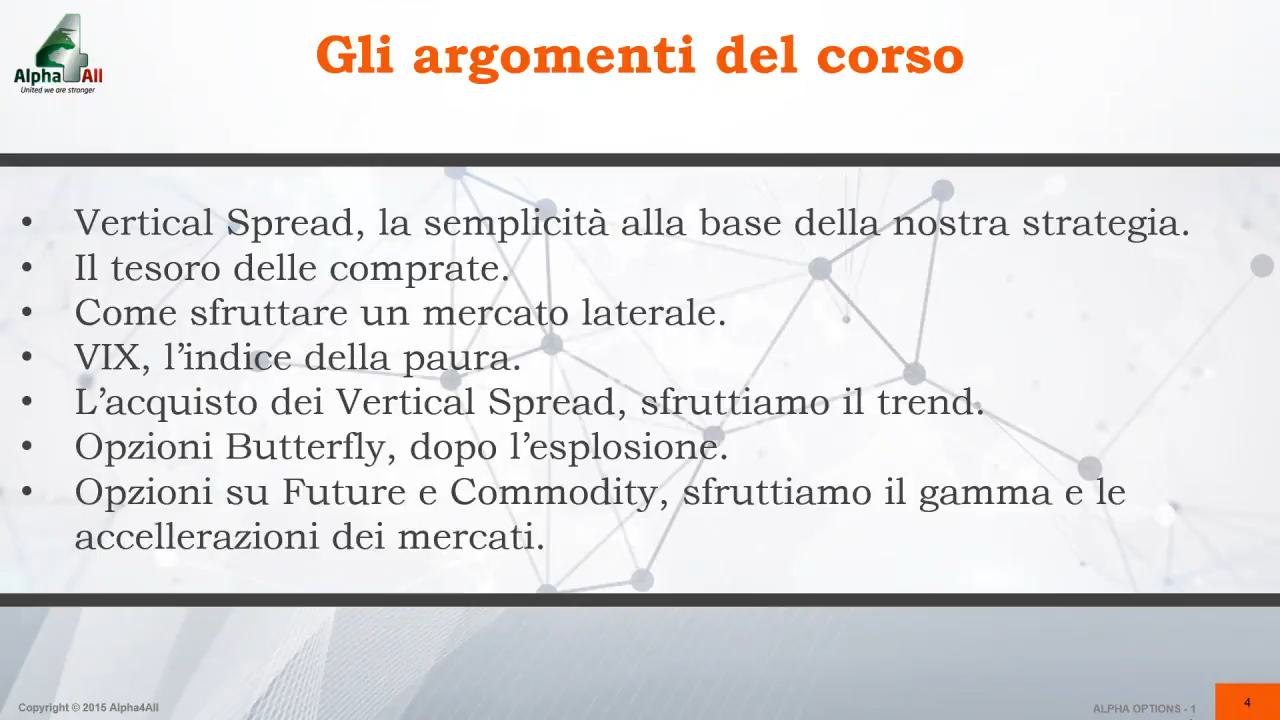 Alpha4All
United we are stronger
Gli argomenti del corso
• Vertical Spread, la semplicità alla base della nostra strategia.
• Il tesoro delle comprate.
• Come sfruttare un mercato laterale.
• VIX, l’indice della paura.
• L’acquisto dei Vertical Spread, sfruttiamo il trend.
• Opzioni Butterfly, dopo l’esplosione.
• Opzioni su Future e Commodity, sfruttiamo il gamma e le
accellerazioni dei mercati.
Copyright © 2015 Alpha4All
ALPHA OPTIONS - 1
4